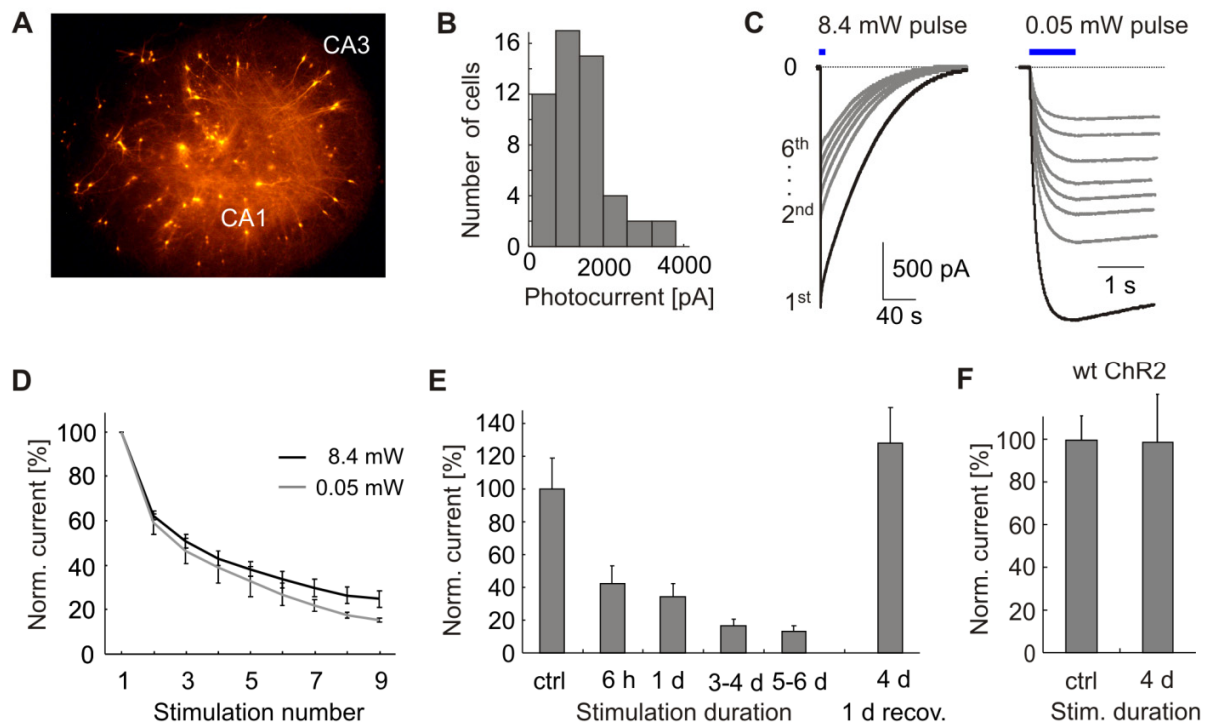 A
CA3
CA1
B
16
12
8
4
0
0
2000
4000
Number of cells
Photocurrent [pA]
C
8.4 mW pulse
0.05 mW pulse
0
6th
2nd
1st
500 pA
40 s
1 s
D
100
80
60
40
20
0
8.4 mW
0.05 mW
1
3
5
7
9
Norm. current [%]
Stimulation number
E
140
120
100
80
60
40
20
0
Norm. current [%]
ctrl
6 h
1 d
3-4 d
5-6 d
4 d
Stimulation duration
1 d recov.
F
wt ChR2
100
80
60
40
20
0
Norm. current [%]
ctrl
4 d
Stim. duration